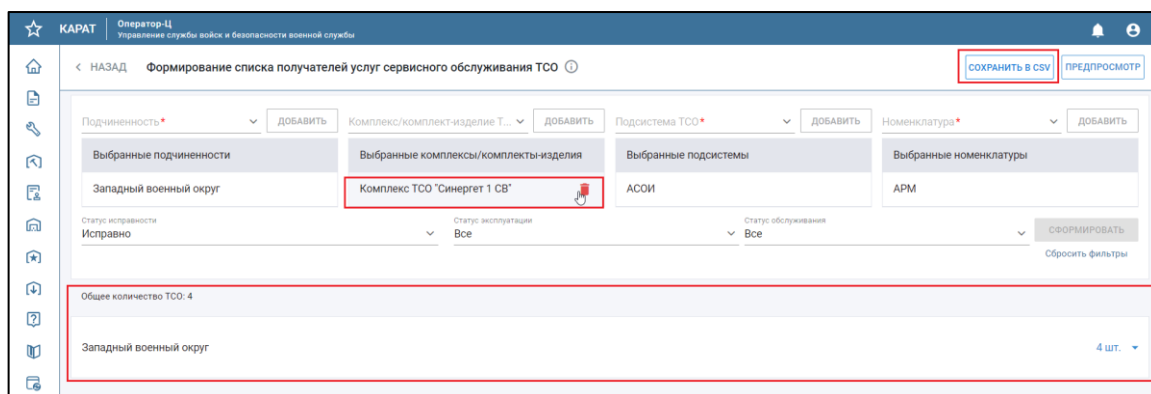 КАРАТ
Оператор-Ц
Управление службы войск и безопасности военной службы
НАЗАД Формирование списка получателей услуг сервисного обслуживания ТСО
СОХРАНИТЬ В CSV ПРЕДПРОСМОТР
Подчиненность* ДОБАВИТЬ Комплекс/комплект-изделие Т... ДОБАВИТЬ Подсистема ТСО* ДОБАВИТЬ Номенклатура* ДОБАВИТЬ
Выбранные подчиненности Выбранные комплексы/комплекты-изделия Выбранные подсистемы Выбранные номенклатуры
Западный военный округ Комплекс ТСО "Синергет 1 СВ" АСОИ АРМ
Статус исправности Статус эксплуатации Статус обслуживания
Исправно Все Все СФОРМИРОВАТЬ
Сбросить фильтры
Общее количество ТСО: 4
Западный военный округ 4 шт.